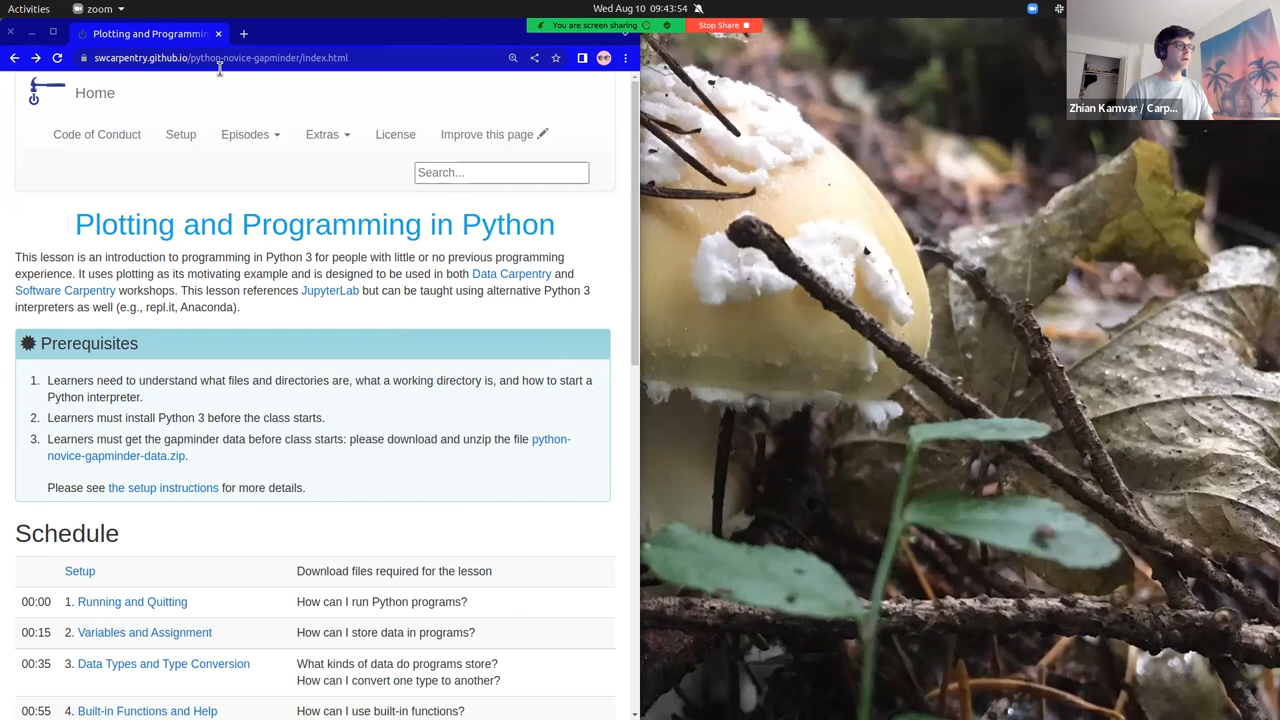 Activities
zoom
Wed Aug 10 09:43:54
You are screen sharing
Stop Share
Plotting and Programmin
swcarpentry.github.io/python-novice-gapminder/index.html
Zhian Kamvar / Carp...
Home
Code of Conduct Setup Episodes Extras License Improve this page
Search...
Plotting and Programming in Python
This lesson is an introduction to programming in Python 3 for people with little or no previous programming
experience. It uses plotting as its motivating example and is designed to be used in both Data Carpentry and
Software Carpentry workshops. This lesson references JupyterLab but can be taught using alternative Python 3
interpreters as well (e.g., repl.it, Anaconda).
Prerequisites
1. Learners need to understand what files and directories are, what a working directory is, and how to start a
Python interpreter.
2. Learners must install Python 3 before the class starts.
3. Learners must get the gapminder data before class starts: please download and unzip the file python-
novice-gapminder-data.zip.
Please see the setup instructions for more details.
Schedule
Setup Download files required for the lesson
00:00 1. Running and Quitting How can I run Python programs?
00:15 2. Variables and Assignment How can I store data in programs?
00:35 3. Data Types and Type Conversion What kinds of data do programs store?
How can I convert one type to another?
00:55 4. Built-in Functions and Help How can I use built-in functions?